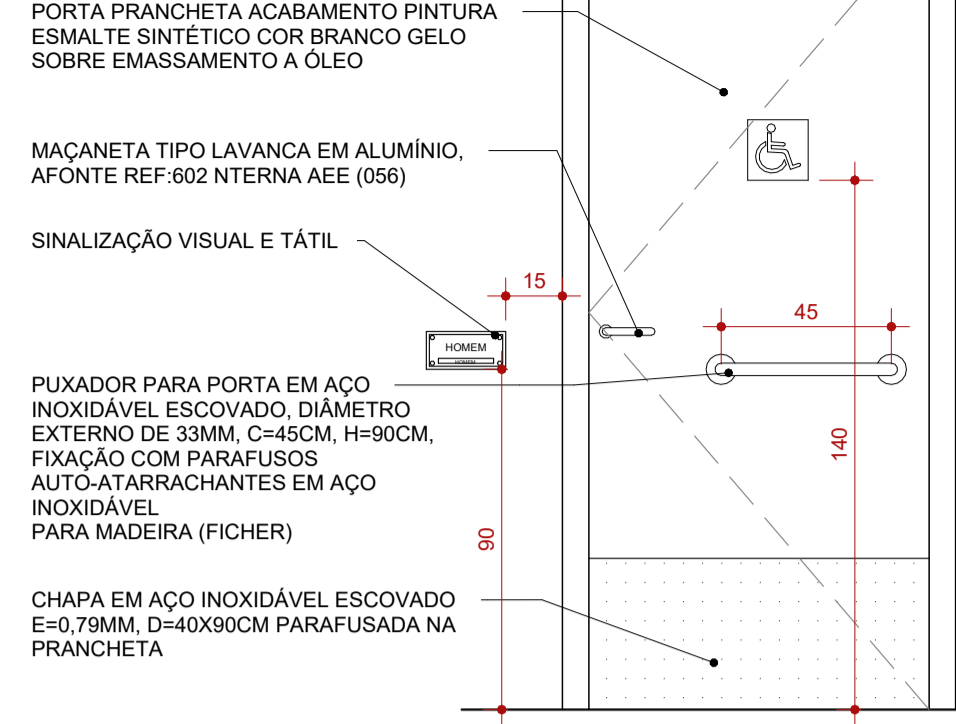 PORTA PRANCHETA ACABAMENTO PINTURA
ESMALTE SINTÉTICO COR BRANCO GELO
SOBRE EMASSAMENTO A ÓLEO
MAÇANETA TIPO LAVANCA EM ALUMÍNIO,
AFONTE REF:602 NTERNA AEE (056)
SINALIZAÇÃO VISUAL E TÁTIL
15
45
HOMEM
HOMEM
PUXADOR PARA PORTA EM AÇO
INOXIDÁVEL ESCOVADO, DIÂMETRO
EXTERNO DE 33MM, C=45CM, H=90CM,
FIXAÇÃO COM PARAFUSOS
AUTO-ATARRACHANTES EM AÇO
INOXIDÁVEL
PARA MADEIRA (FICHER)
140
90
CHAPA EM AÇO INOXIDÁVEL ESCOVADO
E=0,79MM, D=40X90CM PARAFUSADA NA
PRANCHETA